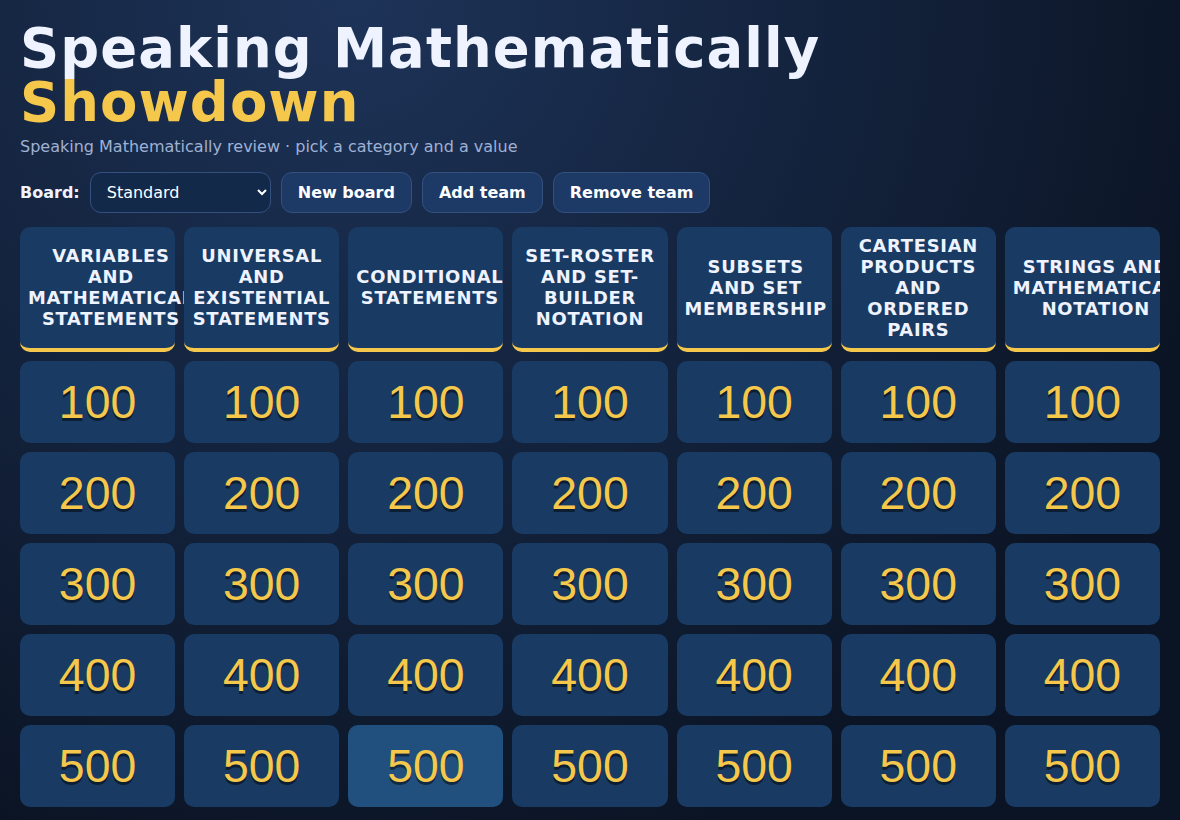 Speaking Mathematically
Showdown
Speaking Mathematically review · pick a category and a value
Board: Standard New board Add team Remove team
VARIABLES
AND
MATHEMATICAL
STATEMENTS
UNIVERSAL
AND
EXISTENTIAL
STATEMENTS
CONDITIONAL
STATEMENTS
SET-ROSTER
AND SET-
BUILDER
NOTATION
SUBSETS
AND SET
MEMBERSHIP
CARTESIAN
PRODUCTS
AND
ORDERED
PAIRS
STRINGS AND
MATHEMATICAL
NOTATION
100 100 100 100 100 100 100
200 200 200 200 200 200 200
300 300 300 300 300 300 300
400 400 400 400 400 400 400
500 500 500 500 500 500 500